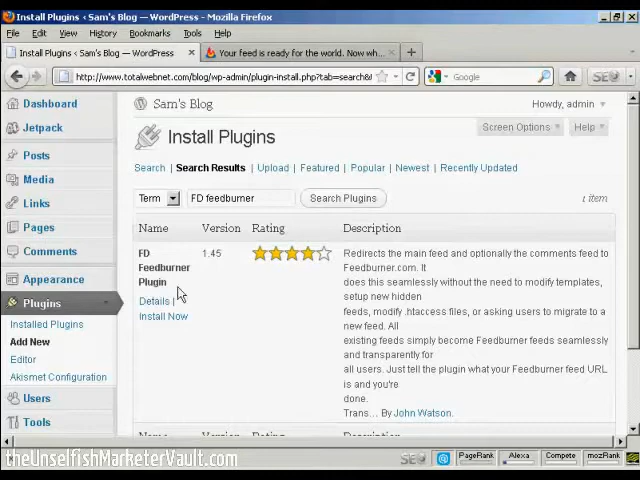 Install Plugins ‹ Sam's Blog — WordPress - Mozilla Firefox
File Edit View History Bookmarks Tools Help
Install Plugins ‹ Sam's Blog — WordPress × Your feed is ready for the world. Now wh... × +
http://www.totalwebnet.com/blog/wp-admin/plugin-install.php?tab=search& Google SE
Sam's Blog Howdy, admin
Install Plugins
Screen Options Help
Search | Search Results | Upload | Featured | Popular | Newest | Recently Updated
Term FD feedburner Search Plugins 1 item
Name Version Rating Description
FD Feedburner Plugin
1.45
Details |
Install Now
Redirects the main feed and optionally the comments feed to
Feedburner.com. It
does this seamlessly without the need to modify templates,
setup new hidden
feeds, modify .htaccess files, or asking users to migrate to a
new feed. All
existing feeds simply become Feedburner feeds seamlessly
and transparently for
all users. Just tell the plugin what your Feedburner feed URL
is and you're
done.
Trans... By John Watson.
Name Version Rating Description
Dashboard
Jetpack
Posts
Media
Links
Pages
Comments
Appearance
Plugins
Installed Plugins
Add New
Editor
Akismet Configuration
Users
Tools
theUnselfishMarketerVault.com
SE PageRank Alexa Compete mozRank